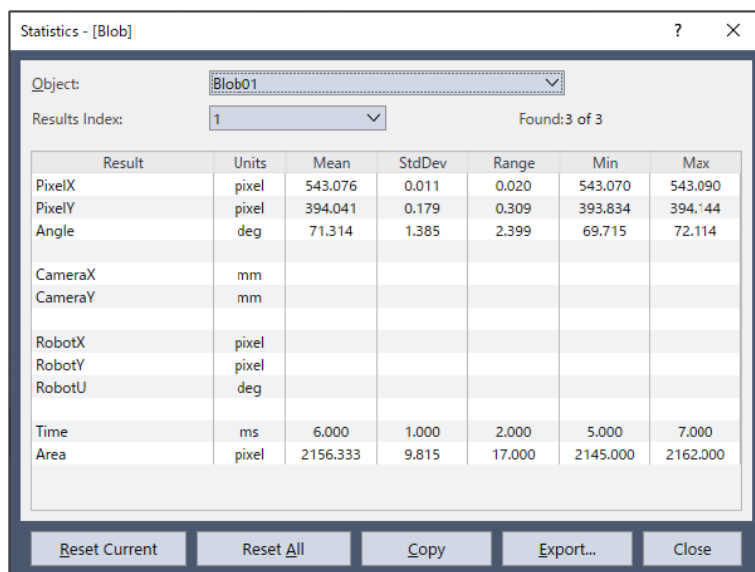 Statistics - [Blob] ?
Object: Blob01
Results Index: 1 Found:3 of 3
Result Units Mean StdDev Range Min Max
PixelX pixel 543.076 0.011 0.020 543.070 543.090
PixelY pixel 394.041 0.179 0.309 393.834 394.144
Angle deg 71.314 1.385 2.399 69.715 72.114
CameraX mm
CameraY mm
RobotX pixel
RobotY pixel
RobotU deg
Time ms 6.000 1.000 2.000 5.000 7.000
Area pixel 2156.333 9.815 17.000 2145.000 2162.000
Reset Current Reset All Copy Export... Close